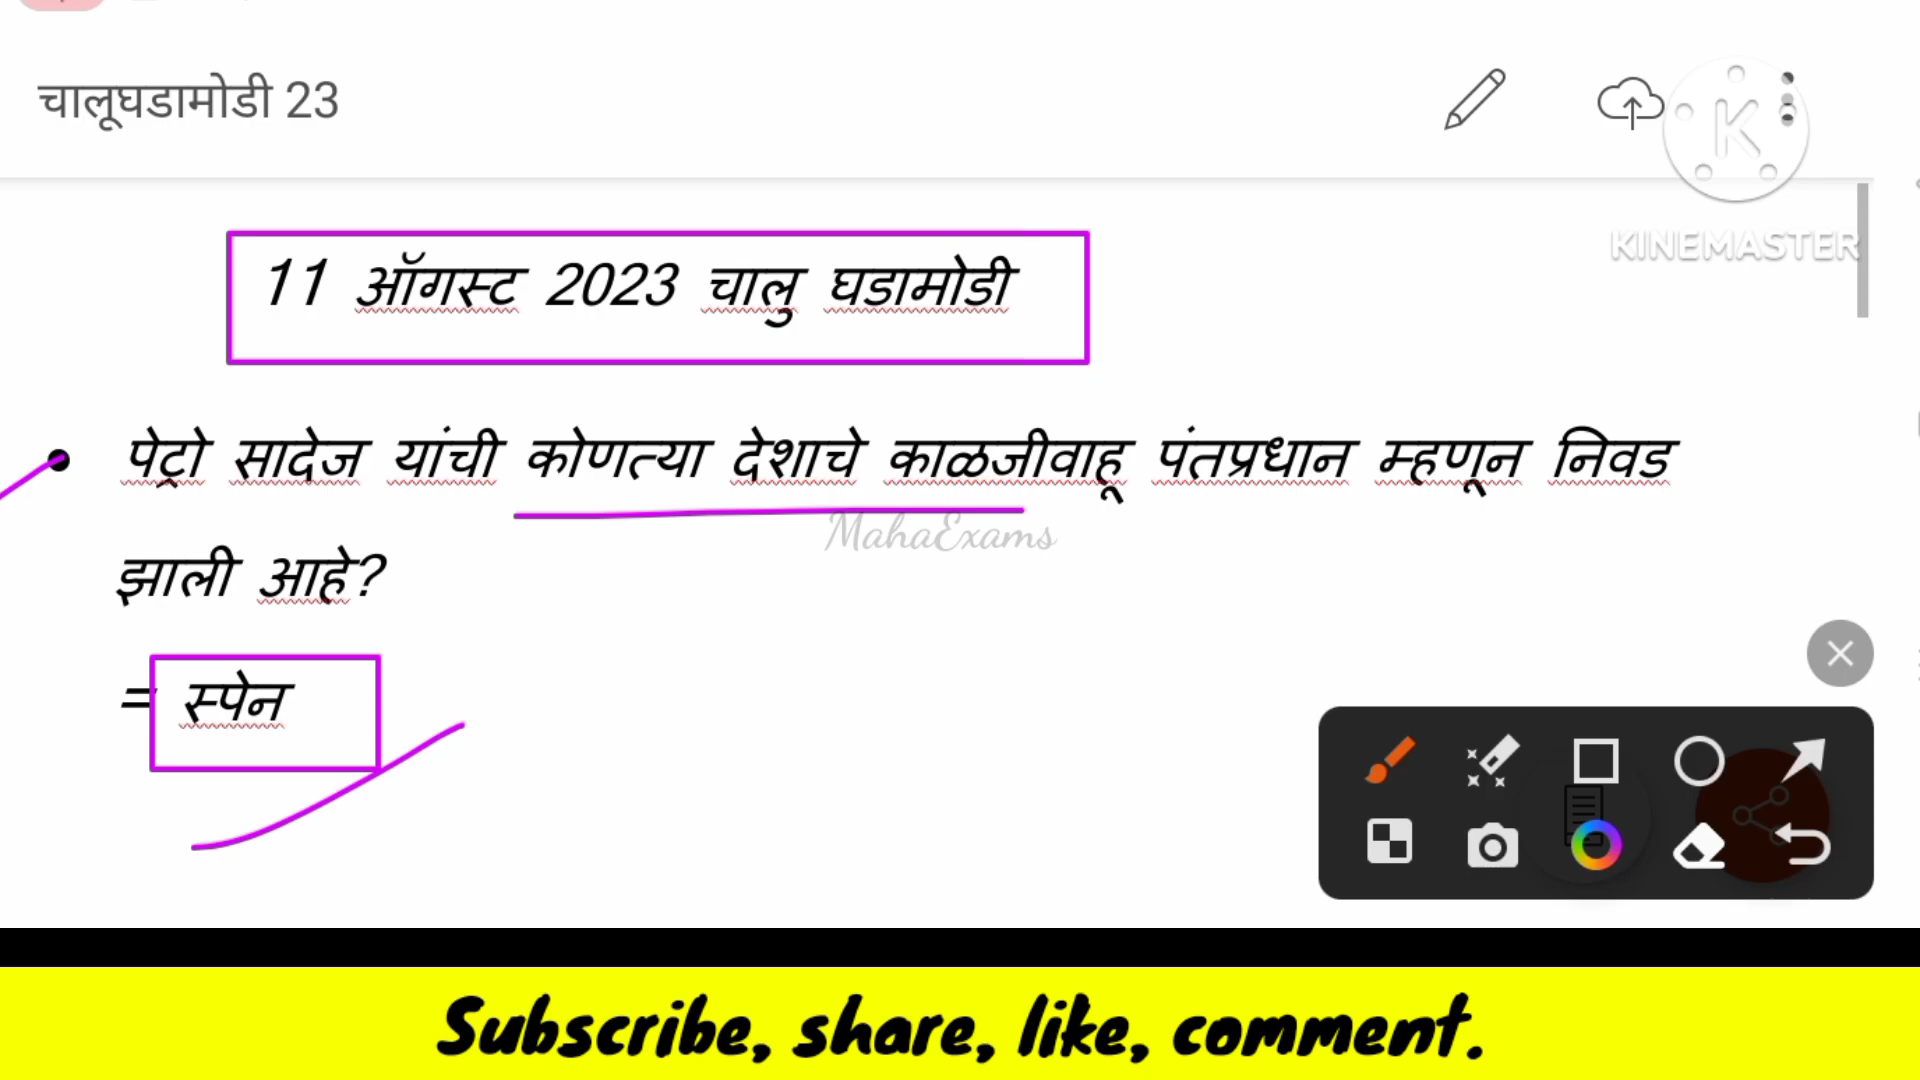 चालूघडामोडी 23
KINEMASTER
11 ऑगस्ट 2023 चालु घडामोडी
पेट्रो सादेज यांची कोणत्या देशाचे काळजीवाहू पंतप्रधान म्हणून निवड
MahaExams
झाली आहे?
= स्पेन
Subscribe, share, like, comment.